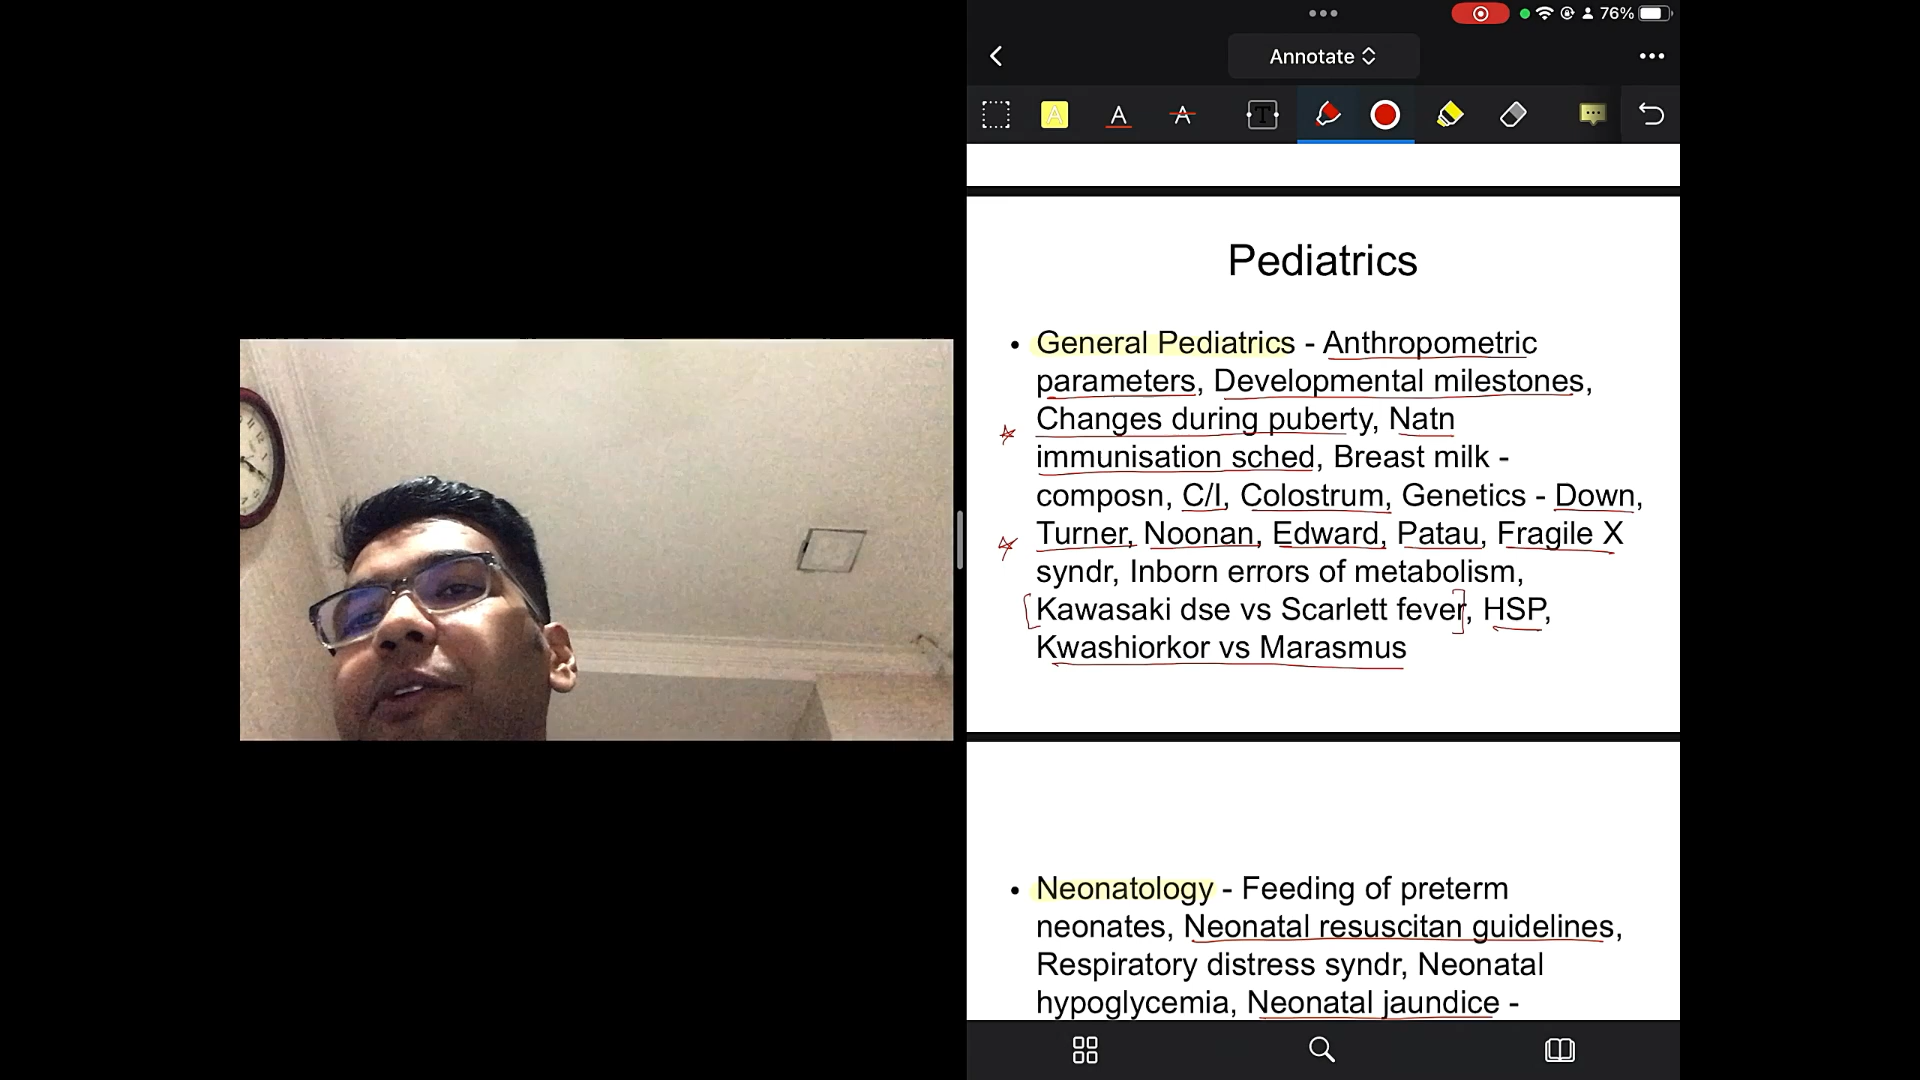 76%
Annotate
A
A
A
T
Pediatrics
• General Pediatrics - Anthropometric
parameters, Developmental milestones,
Changes during puberty, Natn
immunisation sched, Breast milk -
composn, C/I, Colostrum, Genetics - Down,
Turner, Noonan, Edward, Patau, Fragile X
syndr, Inborn errors of metabolism,
Kawasaki dse vs Scarlett fever, HSP,
Kwashiorkor vs Marasmus
• Neonatology - Feeding of preterm
neonates, Neonatal resuscitan guidelines,
Respiratory distress syndr, Neonatal
hypoglycemia, Neonatal jaundice -